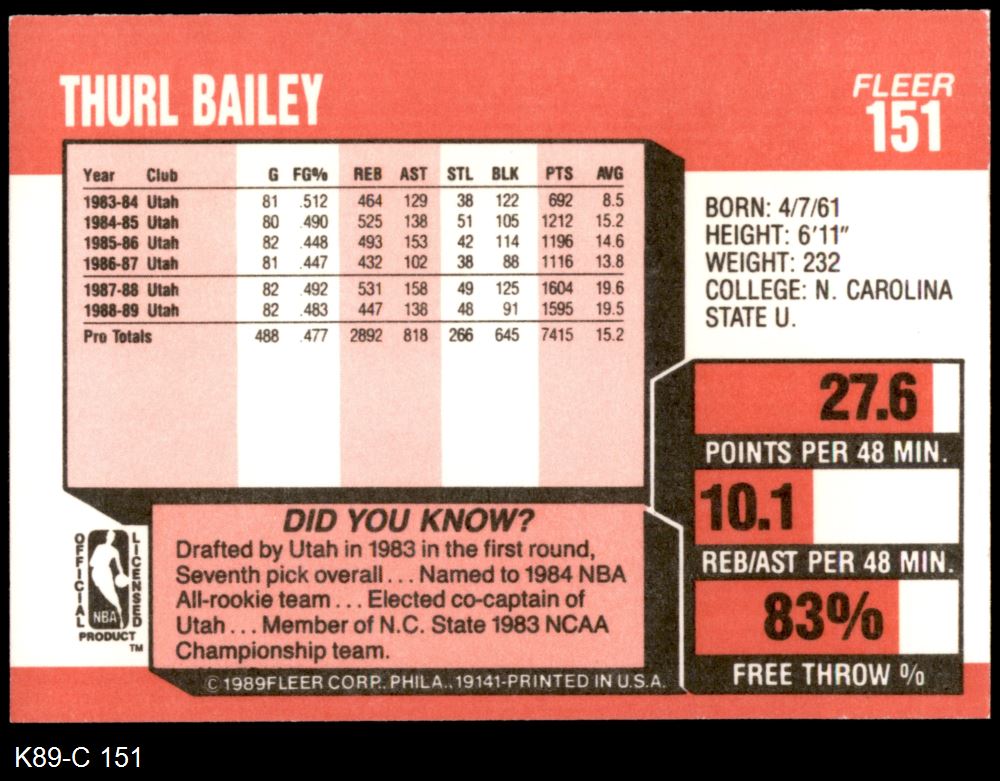 THURL BAILEY
FLEER
151
Year Club G FG% REB AST STL BLK PTS AVG
1983-84 Utah 81 .512 464 129 38 122 692 8.5
1984-85 Utah 80 .490 525 138 51 105 1212 15.2
1985-86 Utah 82 .448 493 153 42 114 1196 14.6
1986-87 Utah 81 .447 432 102 38 88 1116 13.8
1987-88 Utah 82 .492 531 158 49 125 1604 19.6
1988-89 Utah 82 .483 447 138 48 91 1595 19.5
Pro Totals 488 .477 2892 818 266 645 7415 15.2
BORN: 4/7/61
HEIGHT: 6'11"
WEIGHT: 232
COLLEGE: N. CAROLINA
STATE U.
27.6
POINTS PER 48 MIN.
10.1
REB/AST PER 48 MIN.
83%
FREE THROW %
OFFICIAL
LICENSED
NBA
PRODUCT
TM
DID YOU KNOW?
Drafted by Utah in 1983 in the first round,
Seventh pick overall . . . Named to 1984 NBA
All-rookie team . . . Elected co-captain of
Utah . . . Member of N.C. State 1983 NCAA
Championship team.
© 1989FLEER CORP., PHILA., 19141-PRINTED IN U.S.A.
K89-C 151